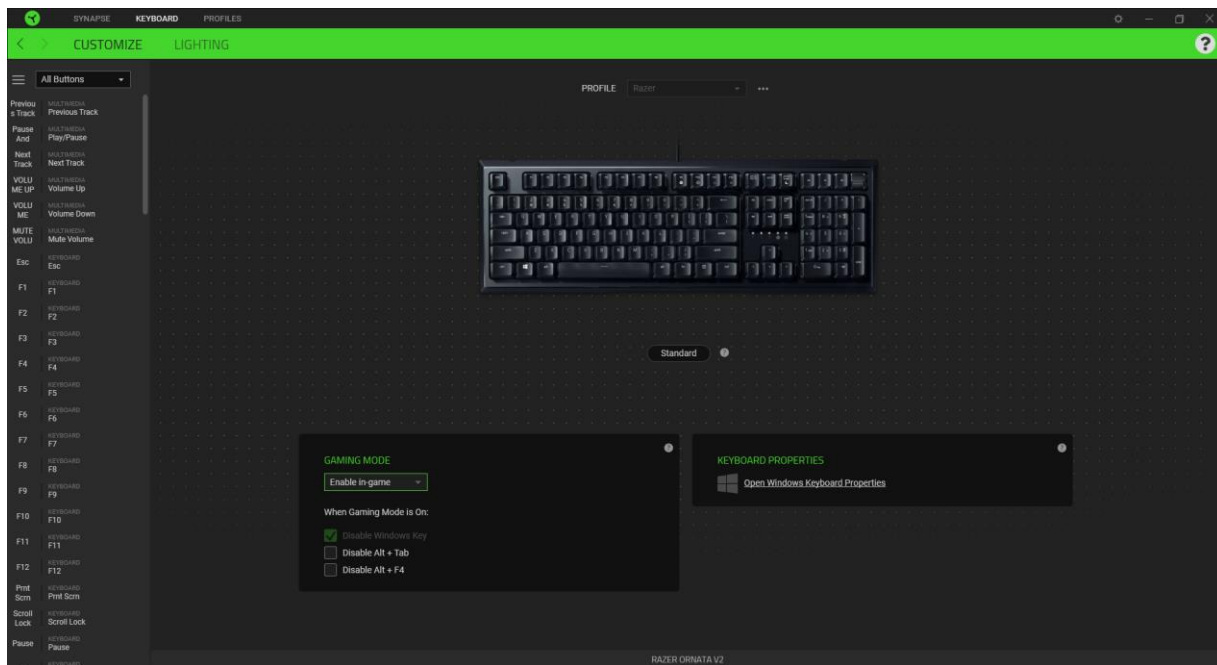 SYNAPSE KEYBOARD PROFILES
CUSTOMIZE LIGHTING ?
All Buttons
PROFILE Razer
Previou
s Track
MULTIMEDIA
Previous Track
Pause
And
MULTIMEDIA
Play/Pause
Next
Track
MULTIMEDIA
Next Track
VOLU
ME UP
MULTIMEDIA
Volume Up
VOLU
ME
MULTIMEDIA
Volume Down
MUTE
VOLU
MULTIMEDIA
Mute Volume
Esc
KEYBOARD
Esc
F1
KEYBOARD
F1
F2
KEYBOARD
F2
F3
KEYBOARD
F3
F4
KEYBOARD
F4
F5
KEYBOARD
F5
F6
KEYBOARD
F6
F7
KEYBOARD
F7
F8
KEYBOARD
F8
F9
KEYBOARD
F9
F10
KEYBOARD
F10
F11
KEYBOARD
F11
F12
KEYBOARD
F12
Prnt
Scrn
KEYBOARD
Prnt Scrn
Scroll
Lock
KEYBOARD
Scroll Lock
Pause
KEYBOARD
Pause
KEYBOARD
Standard ?
GAMING MODE ?
Enable in-game
When Gaming Mode is On:
Disable Windows Key
Disable Alt + Tab
Disable Alt + F4
KEYBOARD PROPERTIES ?
Open Windows Keyboard Properties
RAZER ORNATA V2